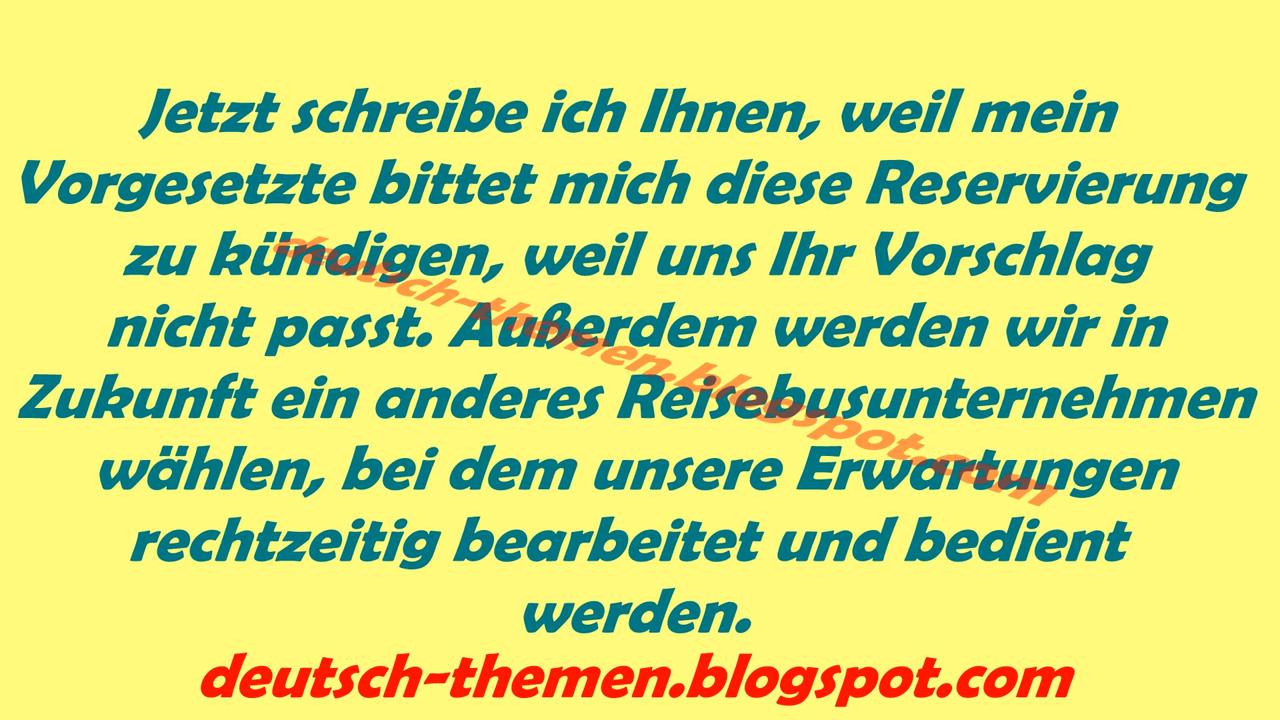 Jetzt schreibe ich Ihnen, weil mein
Vorgesetzte bittet mich diese Reservierung
zu kündigen, weil uns Ihr Vorschlag
nicht passt. Außerdem werden wir in
Zukunft ein anderes Reisebusunternehmen
wählen, bei dem unsere Erwartungen
rechtzeitig bearbeitet und bedient
werden.
deutsch-themen.blogspot.com
deutsch-themen.blogspot.com